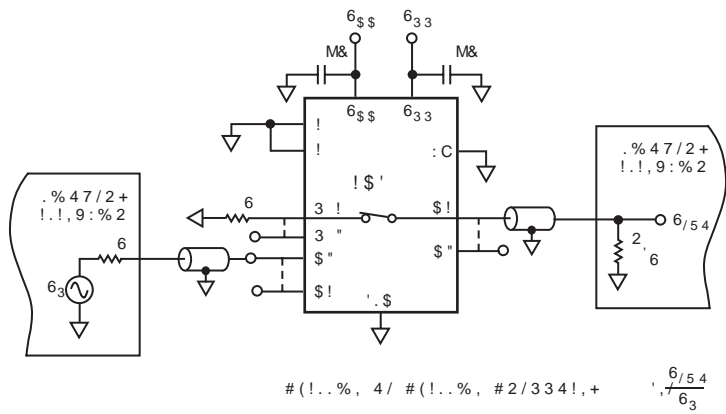 6$$ 633
M& M&
6$$ 633
!
! :C
.%47/2+
!.!,9:%2
! $ '
.%47/2+
!.!,9:%2
6 3 ! $! 6/54
3 "
6 $" $" 2,
6
63 $!
'.$
#(!..%, 4/ #(!..%, #2/334!,+ ',6/54
63